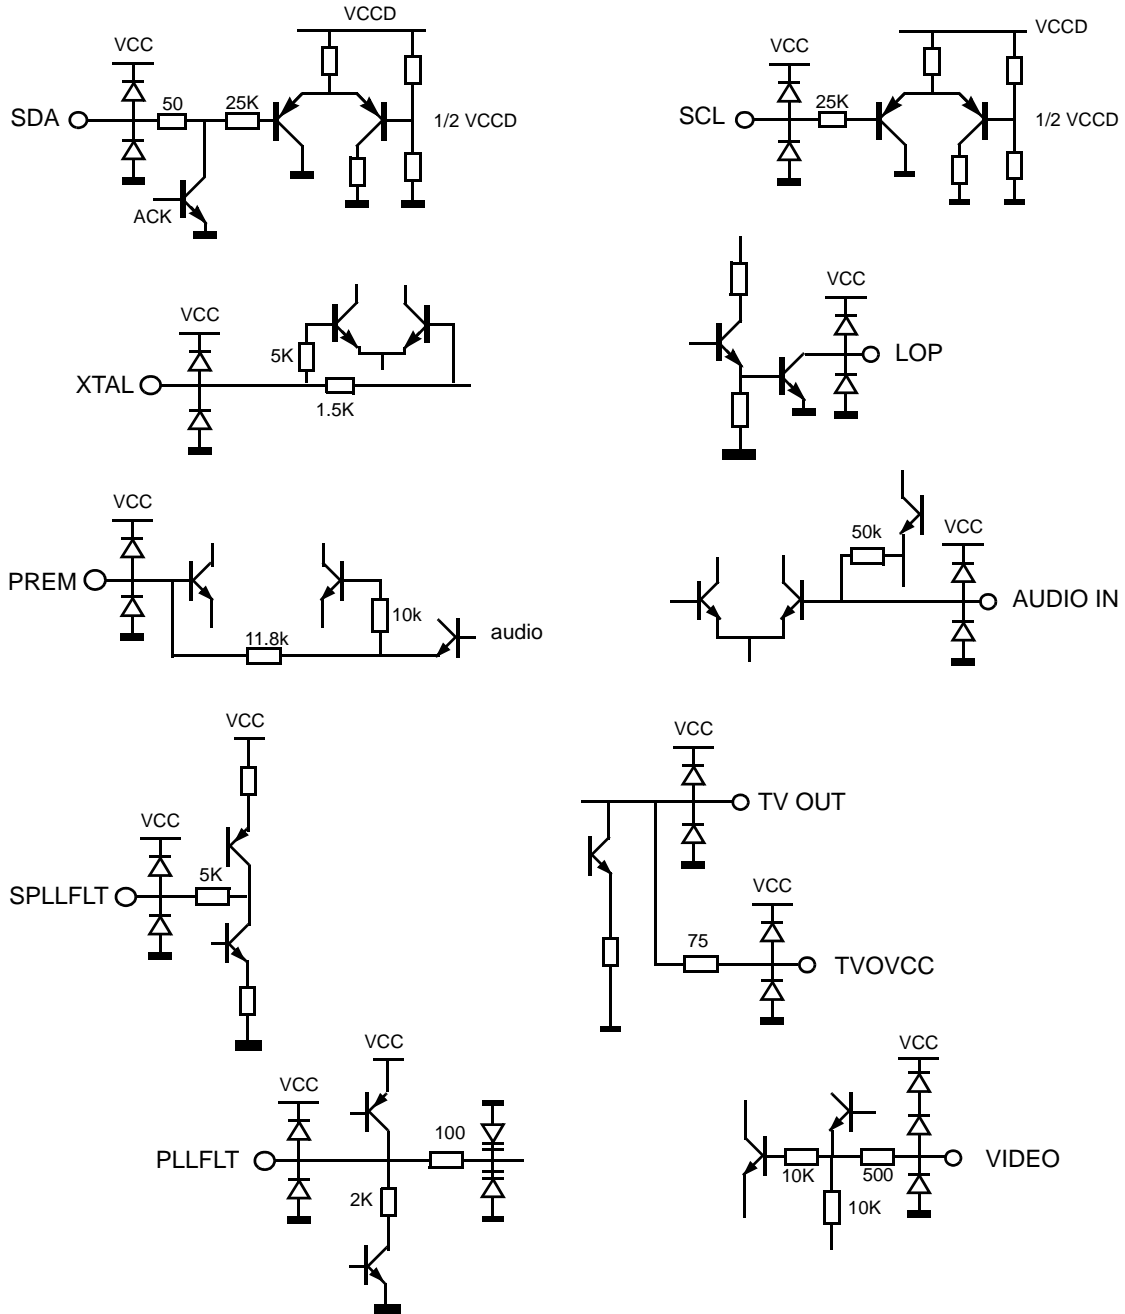 VCCD
VCC
50
25K
SDA
1/2 VCCD
ACK
VCCD
VCC
25K
SCL
1/2 VCCD
VCC
5K
XTAL
1.5K
VCC
LOP
VCC
PREM
10k
11.8k
audio
50k
VCC
AUDIO IN
VCC
VCC
5K
SPLLFLT
VCC
TV OUT
VCC
75
TVOVCC
VCC
VCC
100
PLLFLT
2K
VCC
VIDEO
10K
500
10K